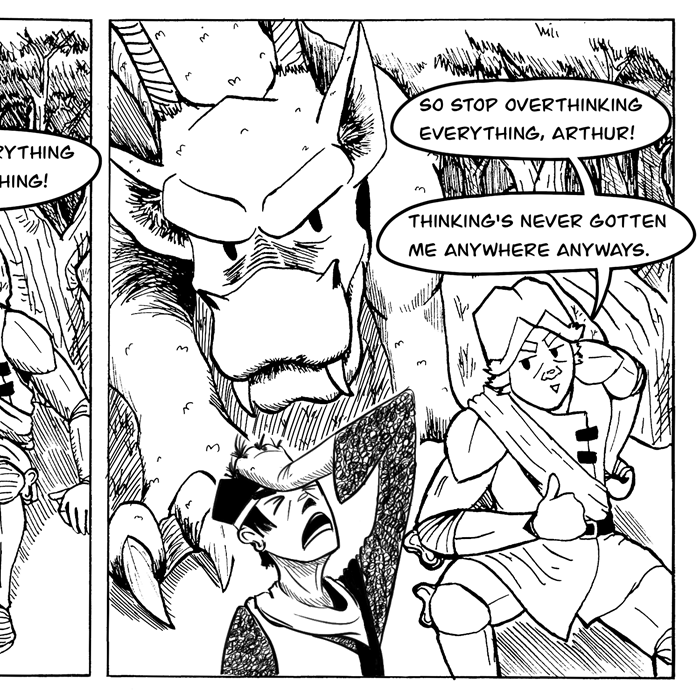 RYTHING
HING!
SO STOP OVERTHINKING
EVERYTHING, ARTHUR!
THINKING'S NEVER GOTTEN
ME ANYWHERE ANYWAYS.